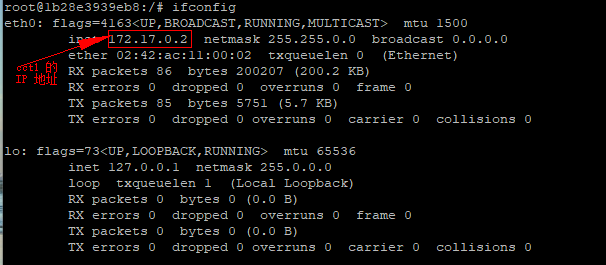 root@1b28e3939eb8:/# ifconfig
eth0: flags=4163<UP,BROADCAST,RUNNING,MULTICAST>  mtu 1500
inet 172.17.0.2  netmask 255.255.0.0  broadcast 0.0.0.0
ether 02:42:ac:11:00:02  txqueuelen 0  (Ethernet)
RX packets 86  bytes 200207 (200.2 KB)
RX errors 0  dropped 0 overruns 0  frame 0
TX packets 85  bytes 5751 (5.7 KB)
TX errors 0  dropped 0 overruns 0  carrier 0  collisions 0
的
IP 地址
lo: flags=73<UP,LOOPBACK,RUNNING>  mtu 65536
inet 127.0.0.1  netmask 255.0.0.0
loop  txqueuelen 1  (Local Loopback)
RX packets 0  bytes 0 (0.0 B)
RX errors 0  dropped 0 overruns 0  frame 0
TX packets 0  bytes 0 (0.0 B)
TX errors 0  dropped 0 overruns 0  carrier 0  collisions 0